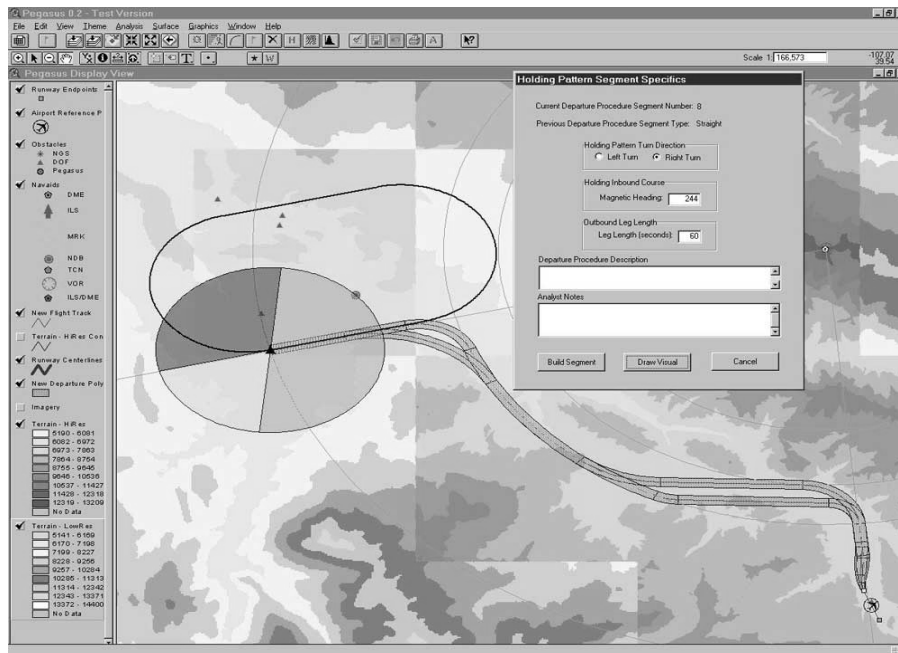 Pegasus 0.2 - Test Version
File Edit View Theme Analysis Surface Graphics Window Help
H
A
T
W
Scale 1: 166,573
-107.07
39.54
Pegasus Display View
Runway Endpoints
Airport Reference P
Obstacles
NGS
DOF
Pegasus
Navaids
DME
ILS
MRK
NDB
TCN
VOR
ILS/DME
New Flight Track
Terrain - HiRes Con
Runway Centerlines
New Departure Poly
Imagery
Terrain - HiRes
5190 - 6081
6082 - 6972
6973 - 7863
7864 - 8754
8755 - 9645
9646 - 10536
10537 - 11427
11428 - 12318
12319 - 13209
No Data
Terrain - LowRes
5141 - 6169
6170 - 7198
7199 - 8227
8228 - 9256
9257 - 10284
10285 - 11313
11314 - 12342
12343 - 13371
13372 - 14400
No Data
Holding Pattern Segment Specifics
Current Departure Procedure Segment Number: 8
Previous Departure Procedure Segment Type: Straight
Holding Pattern Turn Direction
Left Turn Right Turn
Holding Inbound Course
Magnetic Heading: 244
Outbound Leg Length
Leg Length (seconds): 60
Departure Procedure Description
Analyst Notes
Build Segment Draw Visual Cancel